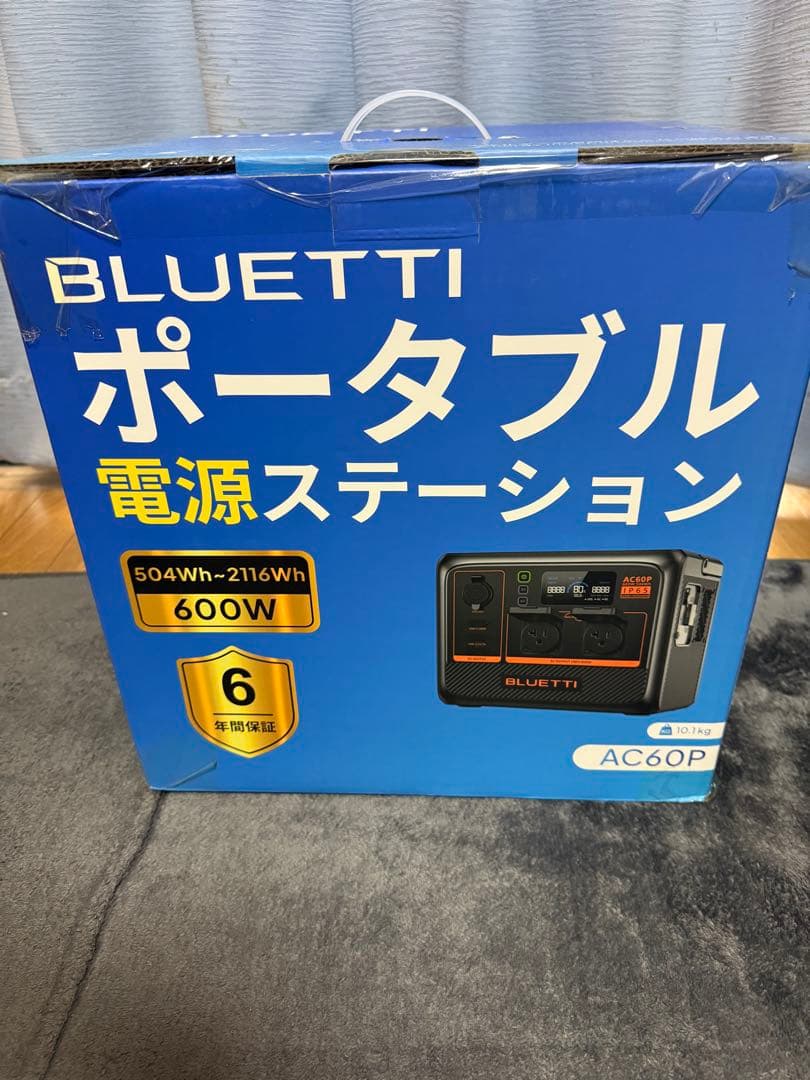 BLUETTI
ポータブル
電源ステーション
504Wh~2116Wh
600W
6
年間保証
AC60P
IP65
BLUETTI
10.1kg
AC60P